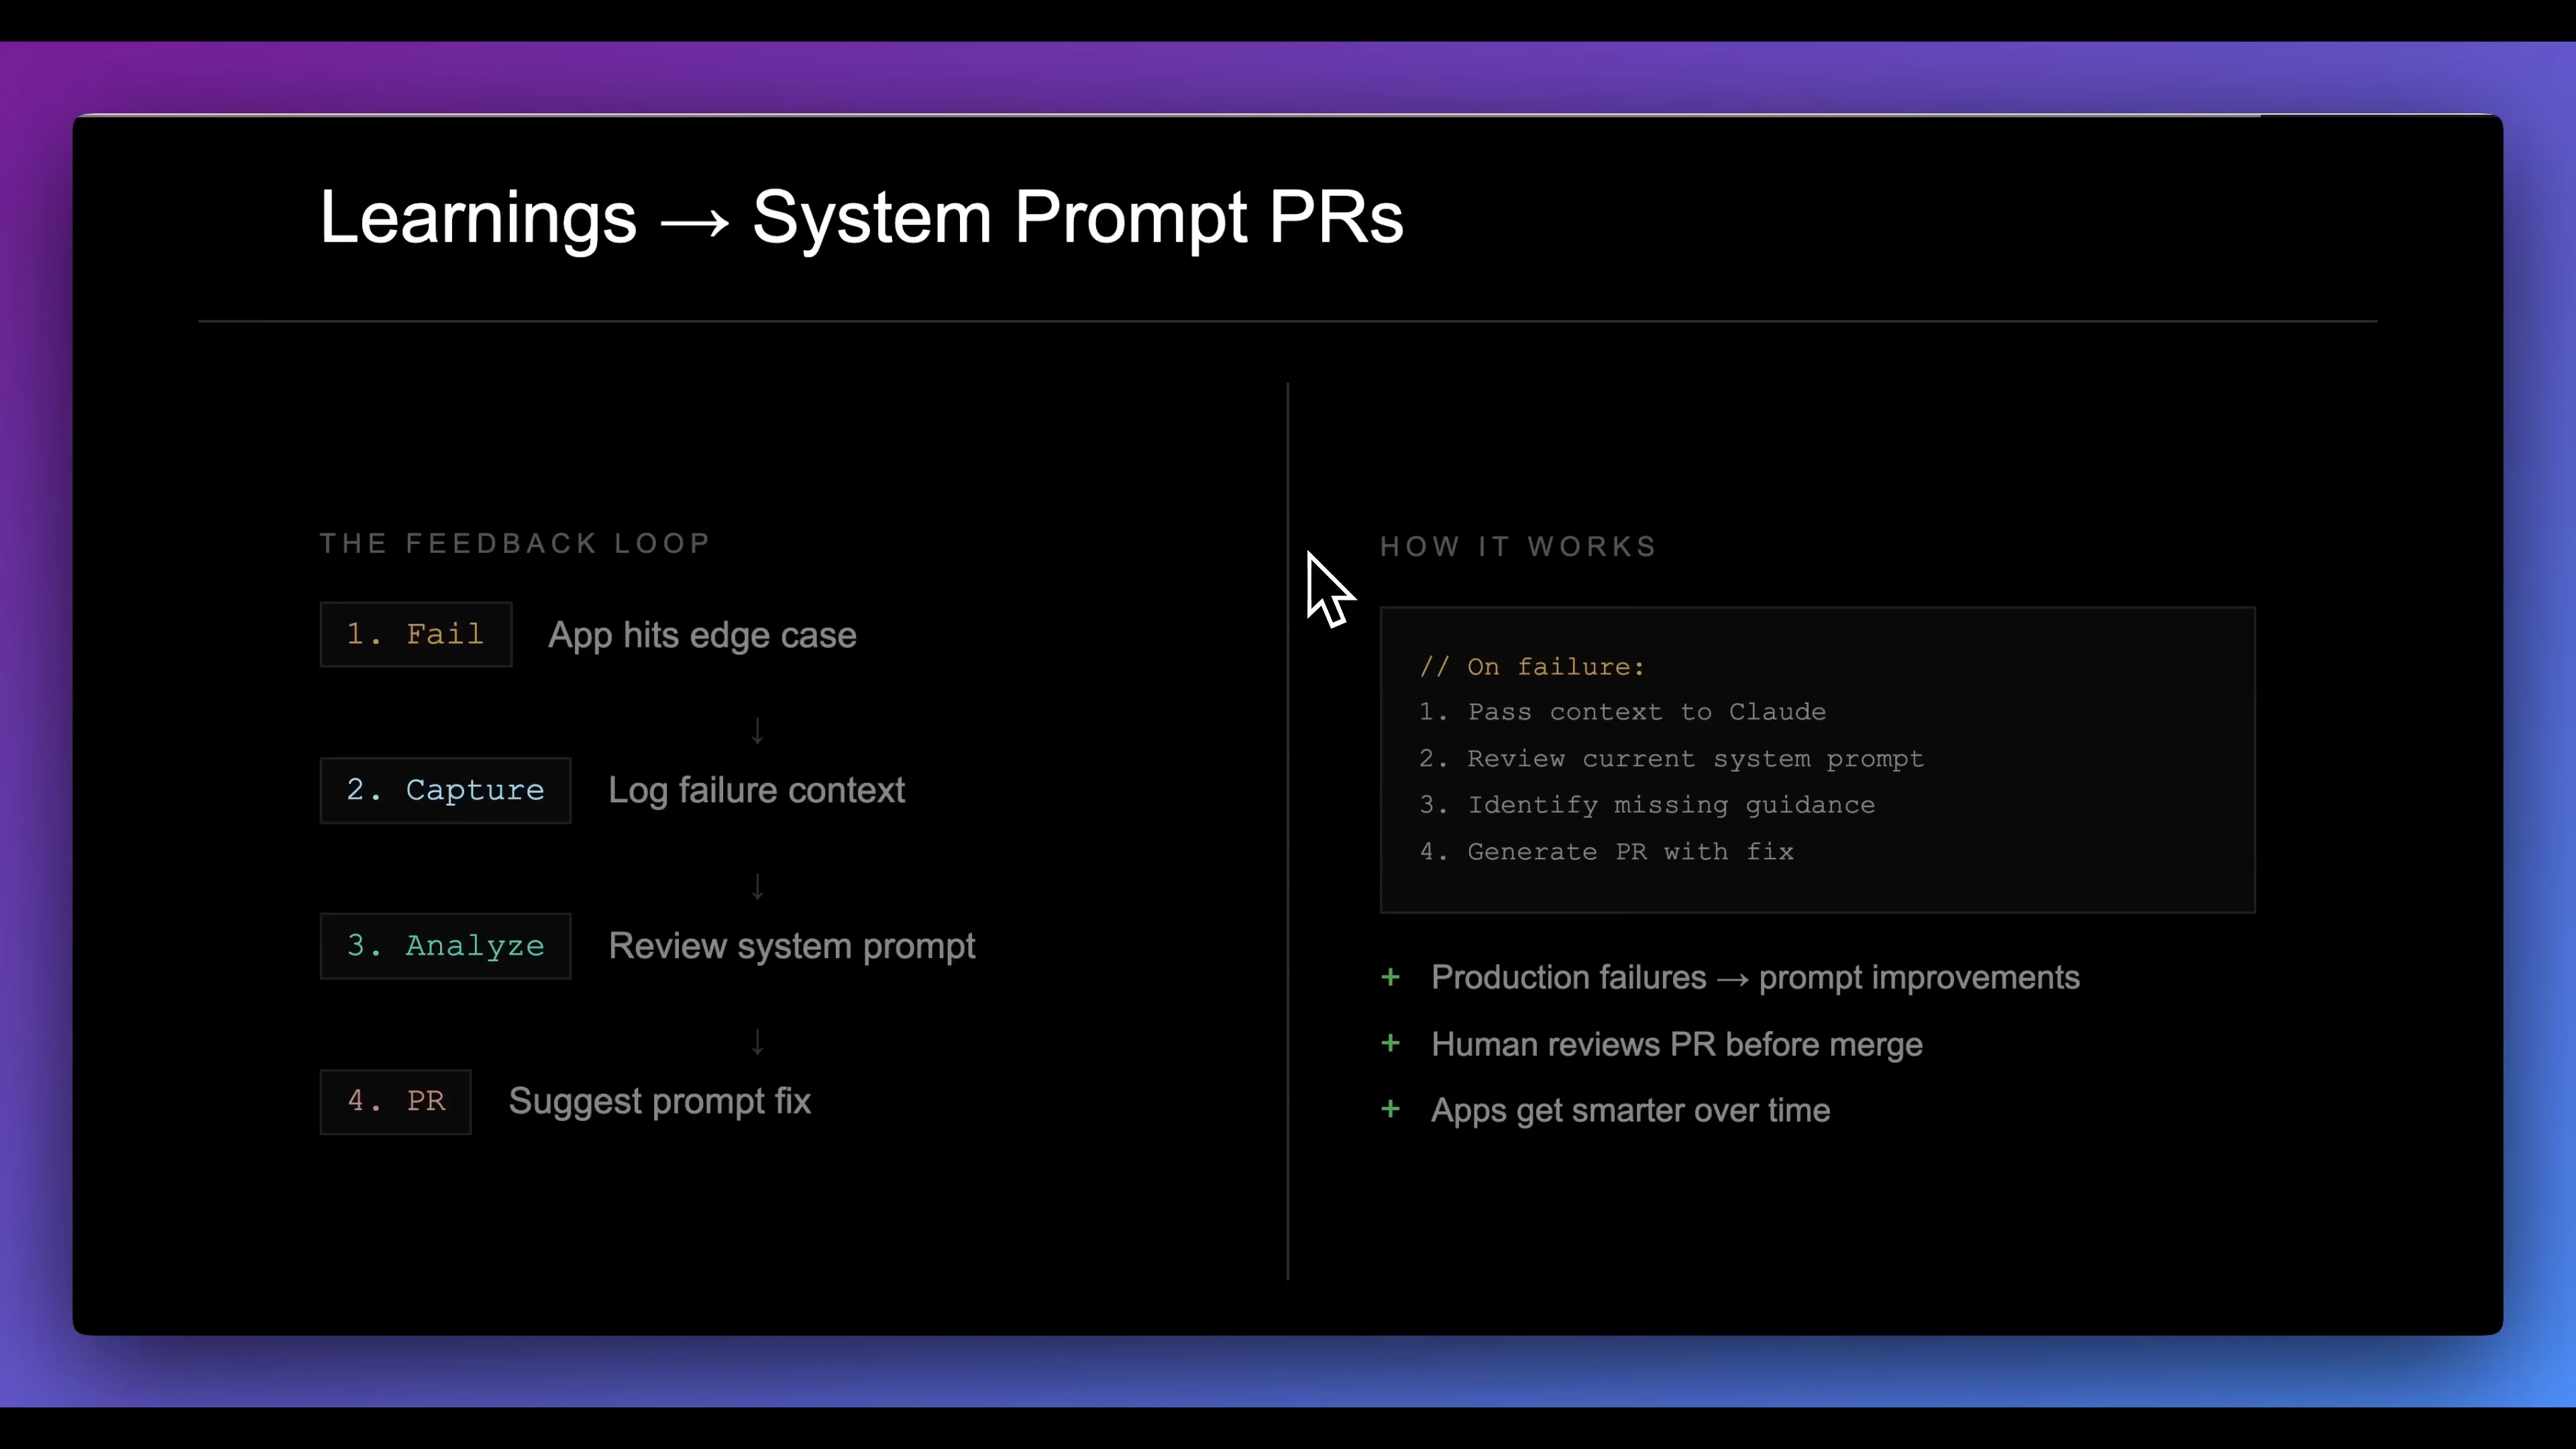 Learnings → System Prompt PRs
THE FEEDBACK LOOP
1. Fail App hits edge case
↓
2. Capture Log failure context
↓
3. Analyze Review system prompt
↓
4. PR Suggest prompt fix
HOW IT WORKS
// On failure:
1. Pass context to Claude
2. Review current system prompt
3. Identify missing guidance
4. Generate PR with fix
+ Production failures → prompt improvements
+ Human reviews PR before merge
+ Apps get smarter over time